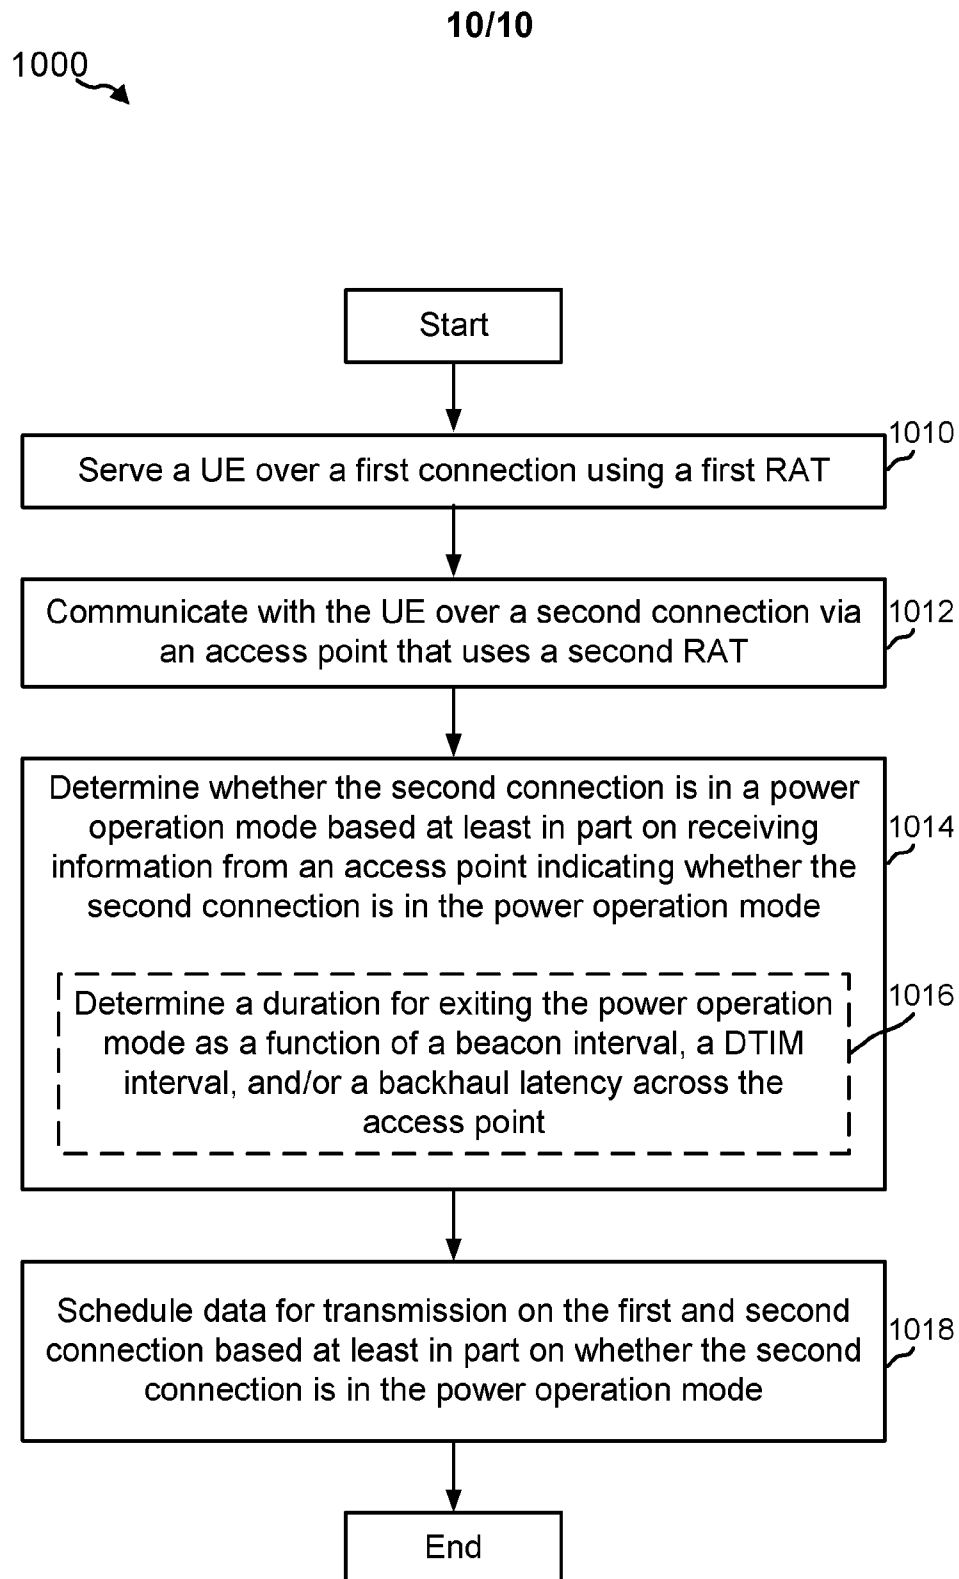 10/10
1000
Start
Serve a UE over a first connection using a first RAT
1010
Communicate with the UE over a second connection via
an access point that uses a second RAT
1012
Determine whether the second connection is in a power
operation mode based at least in part on receiving
information from an access point indicating whether the
second connection is in the power operation mode
1014
Determine a duration for exiting the power operation
mode as a function of a beacon interval, a DTIM
interval, and/or a backhaul latency across the
access point
1016
Schedule data for transmission on the first and second
connection based at least in part on whether the second
connection is in the power operation mode
1018
End